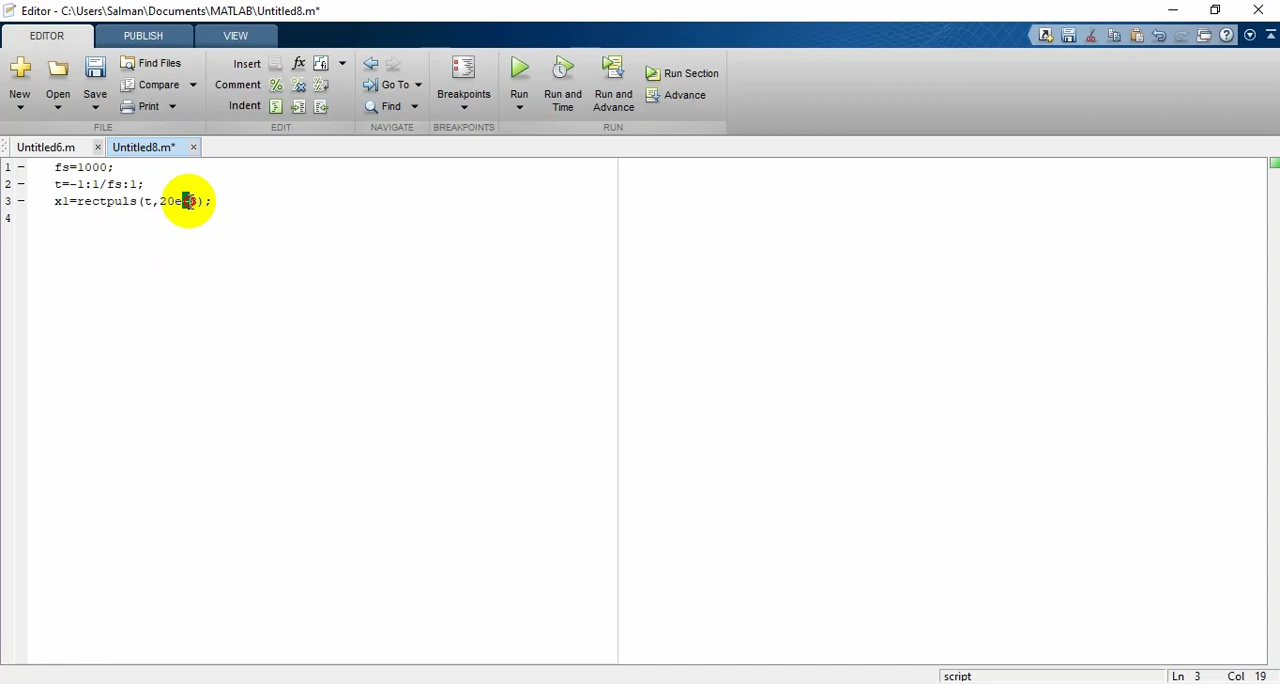 Editor - C:\Users\Salman\Documents\MATLAB\Untitled8.m*
EDITOR PUBLISH VIEW
New Open Save Find Files Compare Print
Insert fx Comment Indent
Go To Find
Breakpoints
Run Run and Time Run and Advance Run Section Advance
FILE EDIT NAVIGATE BREAKPOINTS RUN
Untitled6.m Untitled8.m*
1 fs=1000;
2 t=-1:1/fs:1;
3 x1=rectpuls(t,20e-3);
4
script Ln 3 Col 19